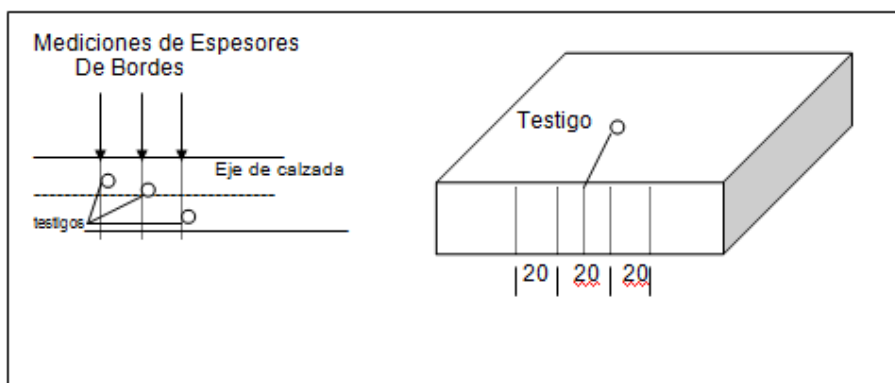 Mediciones de Espesores
De Bordes
Eje de calzada
testigos
Testigo
20 20 20